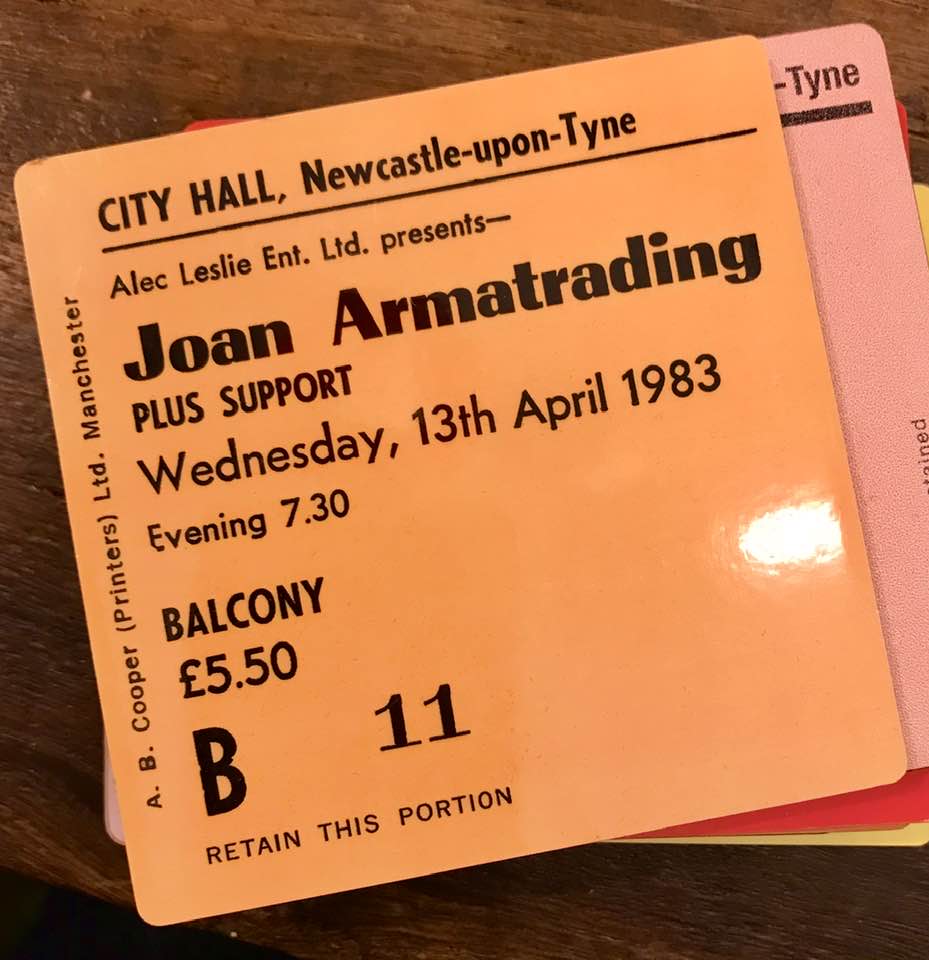 CITY HALL, Newcastle-upon-Tyne
Alec Leslie Ent. Ltd. presents—
Joan Armatrading
PLUS SUPPORT
Wednesday, 13th April 1983
Evening 7.30
BALCONY
£5.50
B 11
RETAIN THIS PORTION
A. B. Cooper (Printers) Ltd. Manchester
-Tyne